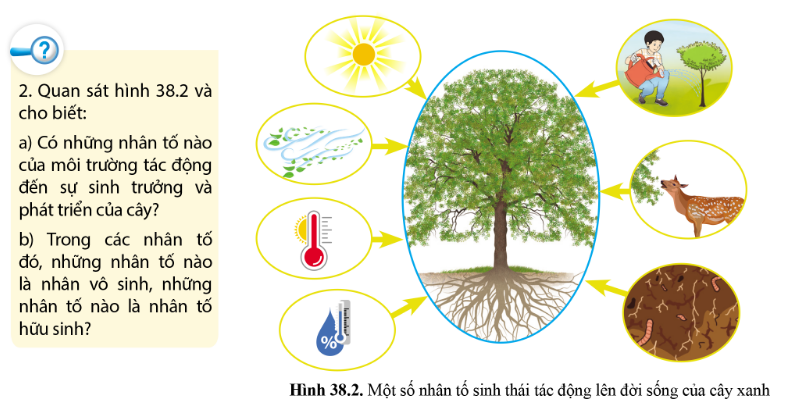 ?
2. Quan sát hình 38.2 và
cho biết:
a) Có những nhân tố nào
của môi trường tác động
đến sự sinh trưởng và
phát triển của cây?
b) Trong các nhân tố
đó, những nhân tố nào
là nhân vô sinh, những
nhân tố nào là nhân tố
hữu sinh?
%
Hình 38.2. Một số nhân tố sinh thái tác động lên đời sống của cây xanh